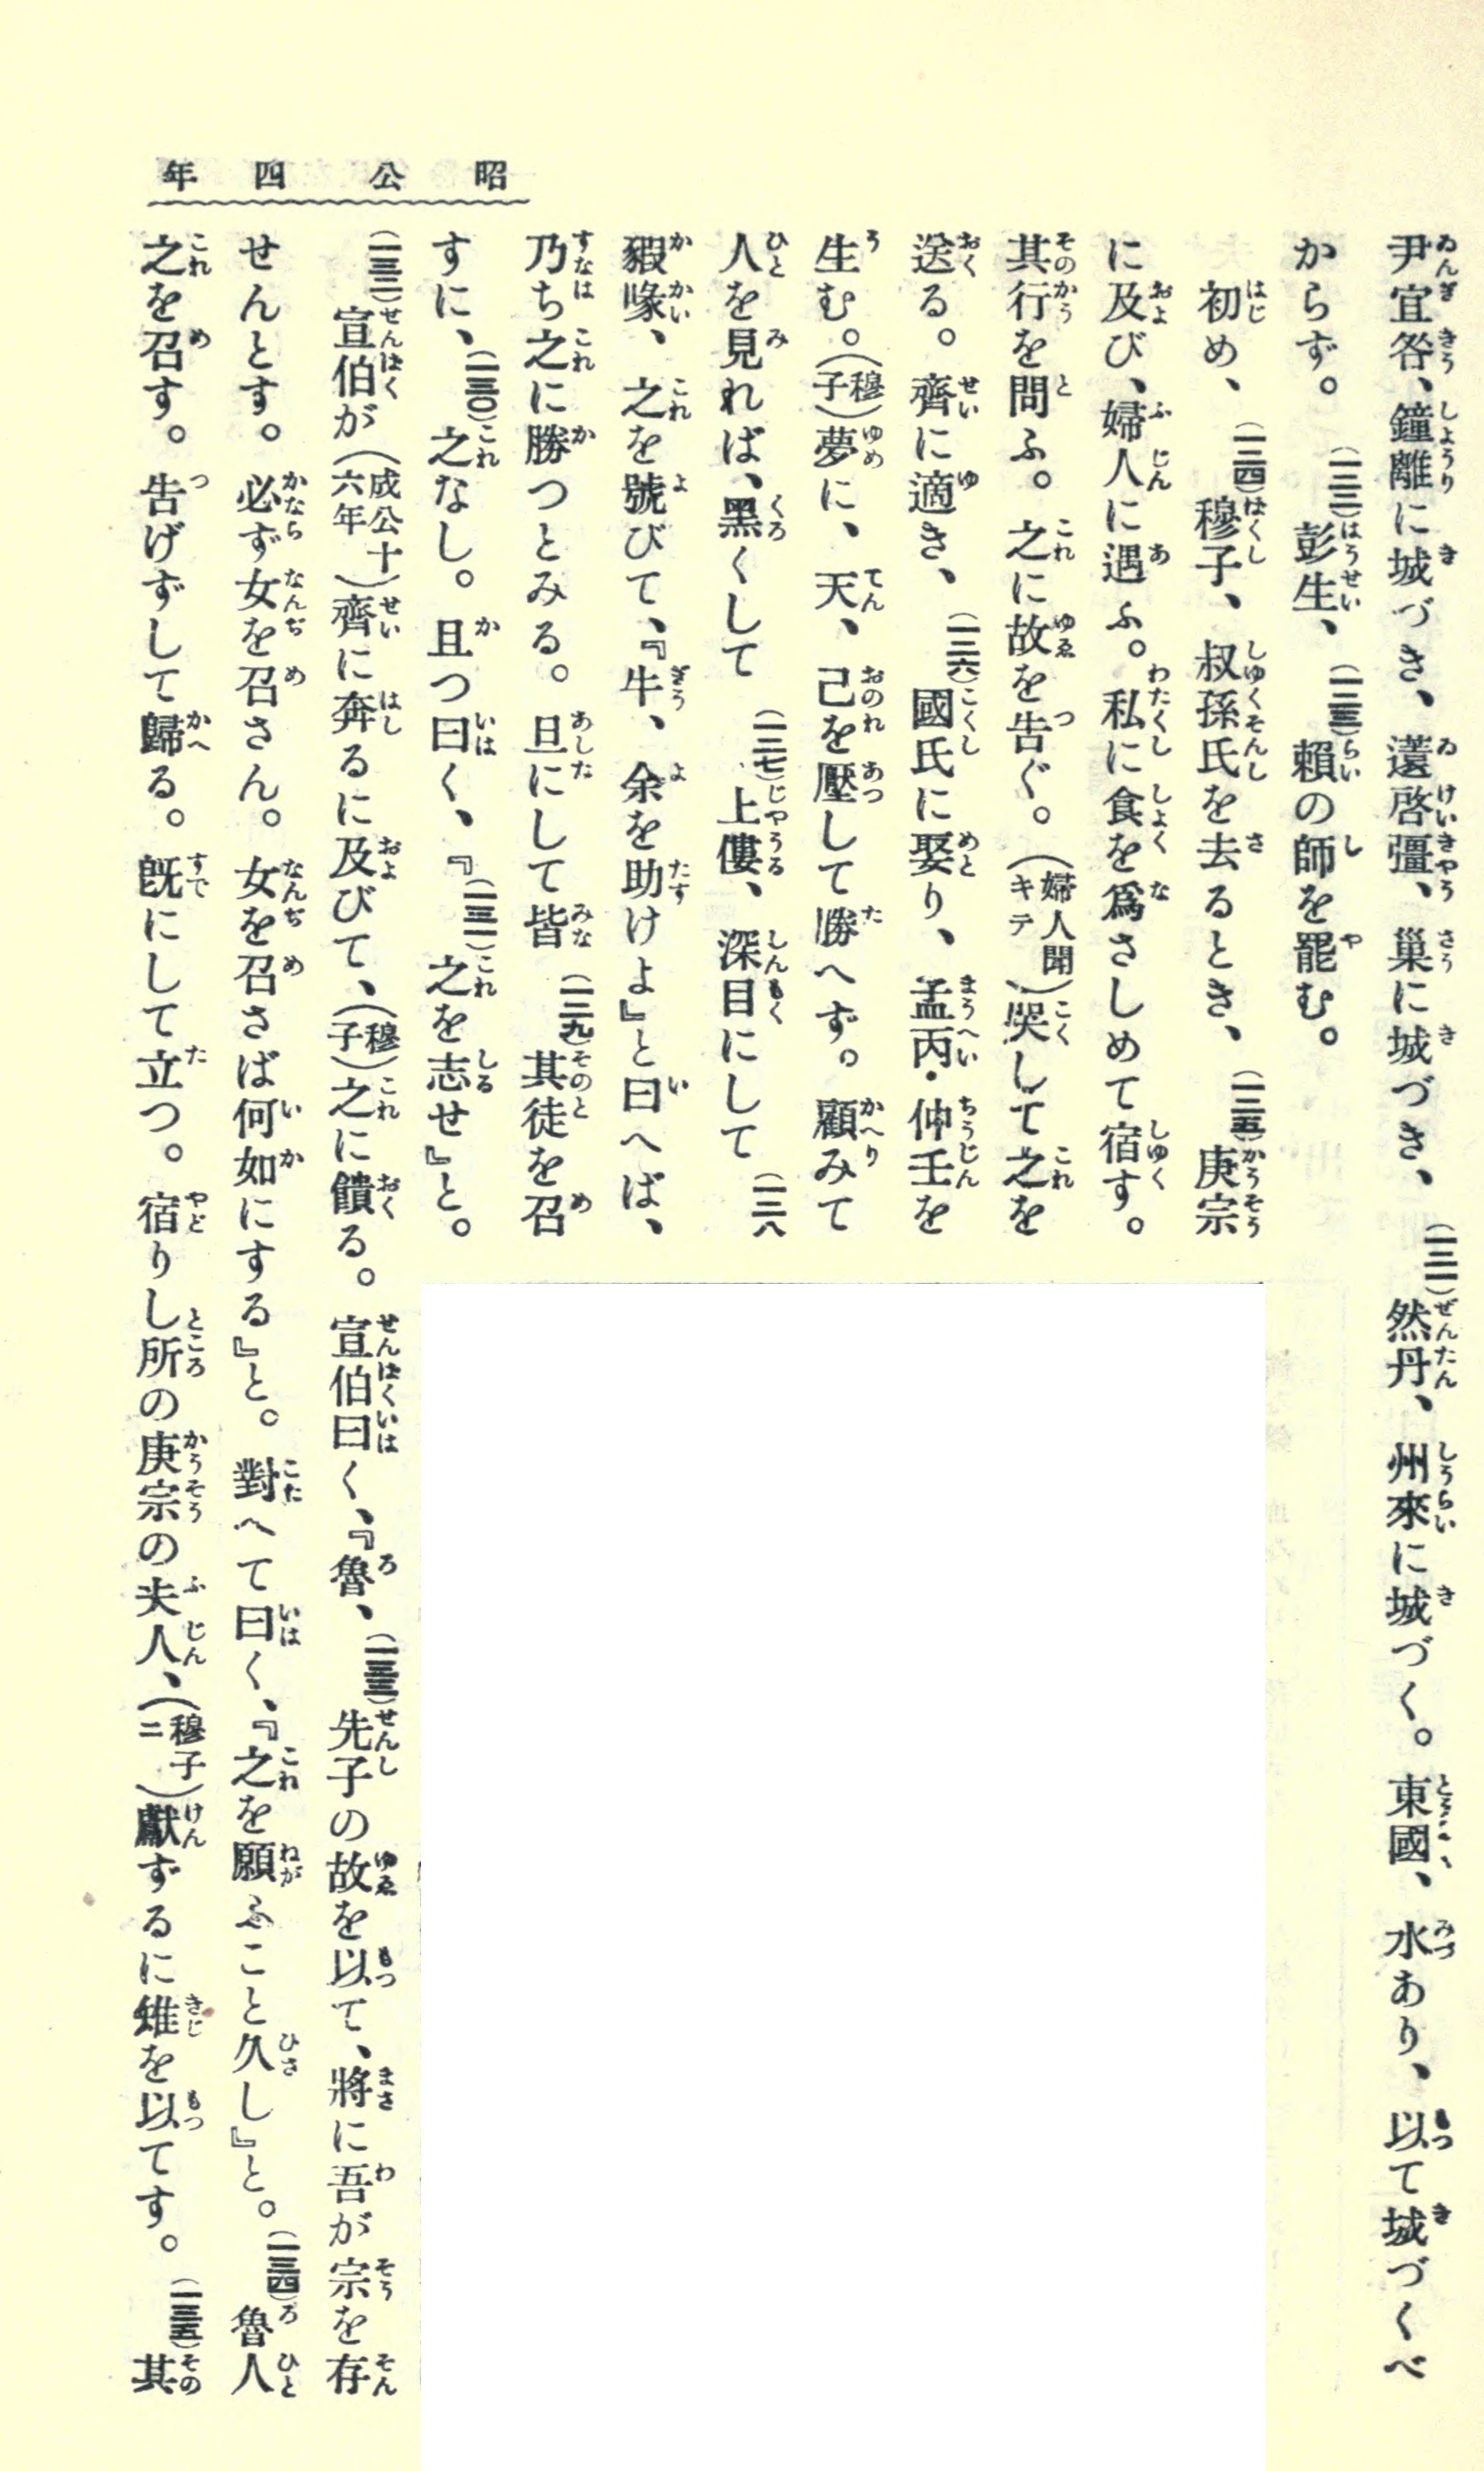 昭公四年
尹宜咎、鐘離に城づき、薳啓彊、巢に城づき、(一二一)然丹、州來に城づく。東國、水あり、以て城づくべ
からず。(一二二)彭生、(一二三)賴の師を罷む。
初め、(一二四)穆子、叔孫氏を去るとき、(一二五)庚宗
に及び、婦人に遇ふ。私に食を爲さしめて宿す。
其行を問ふ。之に故を告ぐ。(婦人聞キテ)哭して之を
送る。齊に適き、(一二六)國氏に娶り、孟丙・仲壬を
生む。(穆子)夢に、天、己を壓して勝へず。顧みて
人を見れば、黑くして(一二七)上僂、深目にして(一二八
豭喙、之を號びて、『牛、余を助けよ』と曰へば、
乃ち之に勝つとみる。旦にして皆(一二九)其徒を召
すに、(一三〇)之なし。且つ曰く、『(一三一)之を志せ』と。
(一三二)宣伯が(成公十六年)齊に奔るに及びて、(穆子)之に饋る。宣伯曰く、『魯、(一三三)先子の故を以て、將に吾が宗を存
せんとす。必ず女を召さん。女を召さば何如にする』と。對へて曰く、『之を願ふこと久し』と。(一三四)魯人
之を召す。告げずして歸る。旣にして立つ。宿りし所の庚宗の夫人、(穆子ニ)獻ずるに雉を以てす。(一三五)其